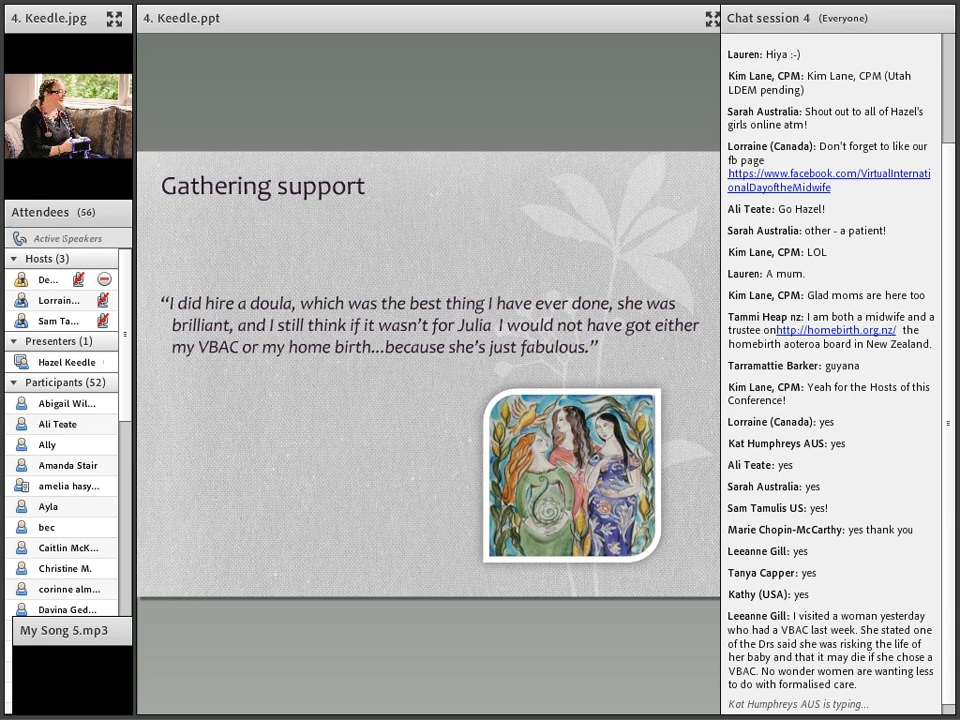 4. Keedle.jpg
Attendees (56)
Active Speakers
Hosts (3)
De...
Lorrain...
Sam Ta...
Presenters (1)
Hazel Keedle
Participants (52)
Abigail Wil...
Ali Teate
Ally
Amanda Stair
amelia hasy...
Ayla
bec
Caitlin McK...
Christine M.
corinne alm...
Davina Ged...
My Song 5.mp3
4. Keedle.ppt
Gathering support
“I did hire a doula, which was the best thing I have ever done, she was
brilliant, and I still think if it wasn’t for Julia I would not have got either
my VBAC or my home birth...because she’s just fabulous.”
Chat session 4 (Everyone)
Lauren: Hiya :-)
Kim Lane, CPM: Kim Lane, CPM (Utah
LDEM pending)
Sarah Australia: Shout out to all of Hazel's
girls online atm!
Lorraine (Canada): Don't forget to like our
fb page
https://www.facebook.com/VirtualInternati
onalDayoftheMidwife
Ali Teate: Go Hazel!
Sarah Australia: other - a patient!
Kim Lane, CPM: LOL
Lauren: A mum.
Kim Lane, CPM: Glad moms are here too
Tammi Heap nz: I am both a midwife and a
trustee onhttp://homebirth.org.nz/ the
homebirth aoteroa board in New Zealand.
Tarramattie Barker: guyana
Kim Lane, CPM: Yeah for the Hosts of this
Conference!
Lorraine (Canada): yes
Kat Humphreys AUS: yes
Ali Teate: yes
Sarah Australia: yes
Sam Tamulis US: yes!
Marie Chopin-McCarthy: yes thank you
Leeanne Gill: yes
Tanya Capper: yes
Kathy (USA): yes
Leeanne Gill: I visited a woman yesterday
who had a VBAC last week. She stated one
of the Drs said she was risking the life of
her baby and that it may die if she chose a
VBAC. No wonder women are wanting less
to do with formalised care.
Kat Humphreys AUS is typing...